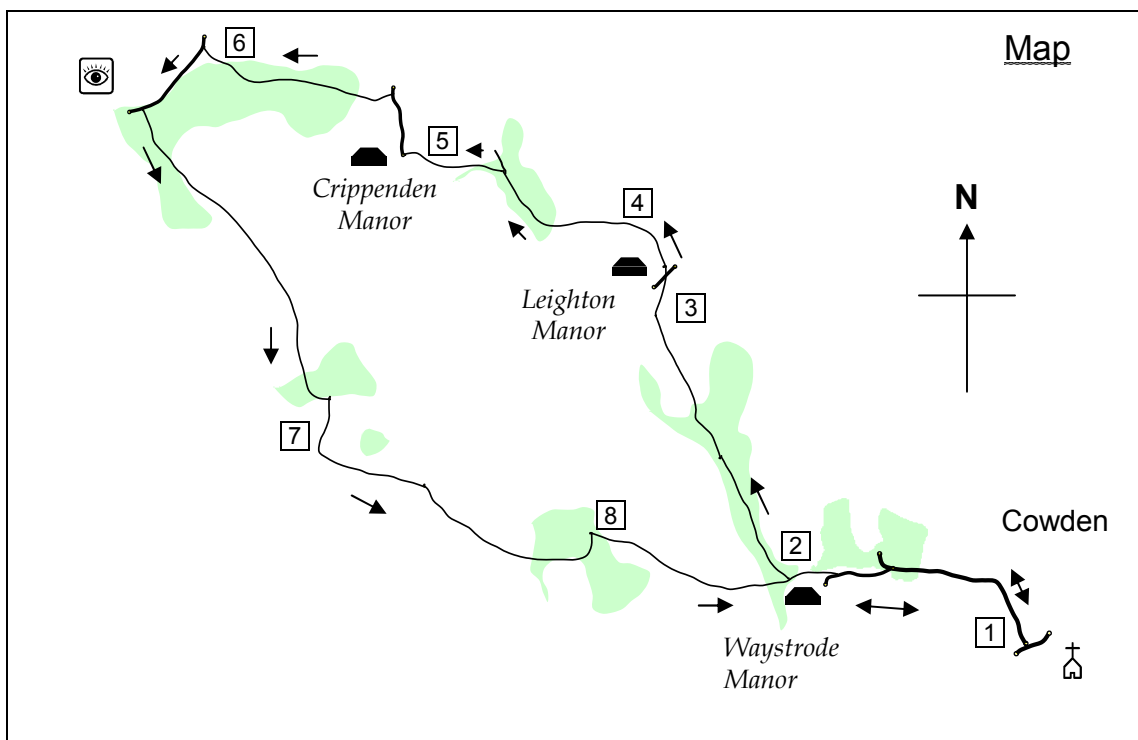 Map
6
5
Crippenden
Manor
4
N
Leighton
Manor
3
7
8
Cowden
2
1
Waystrode
Manor